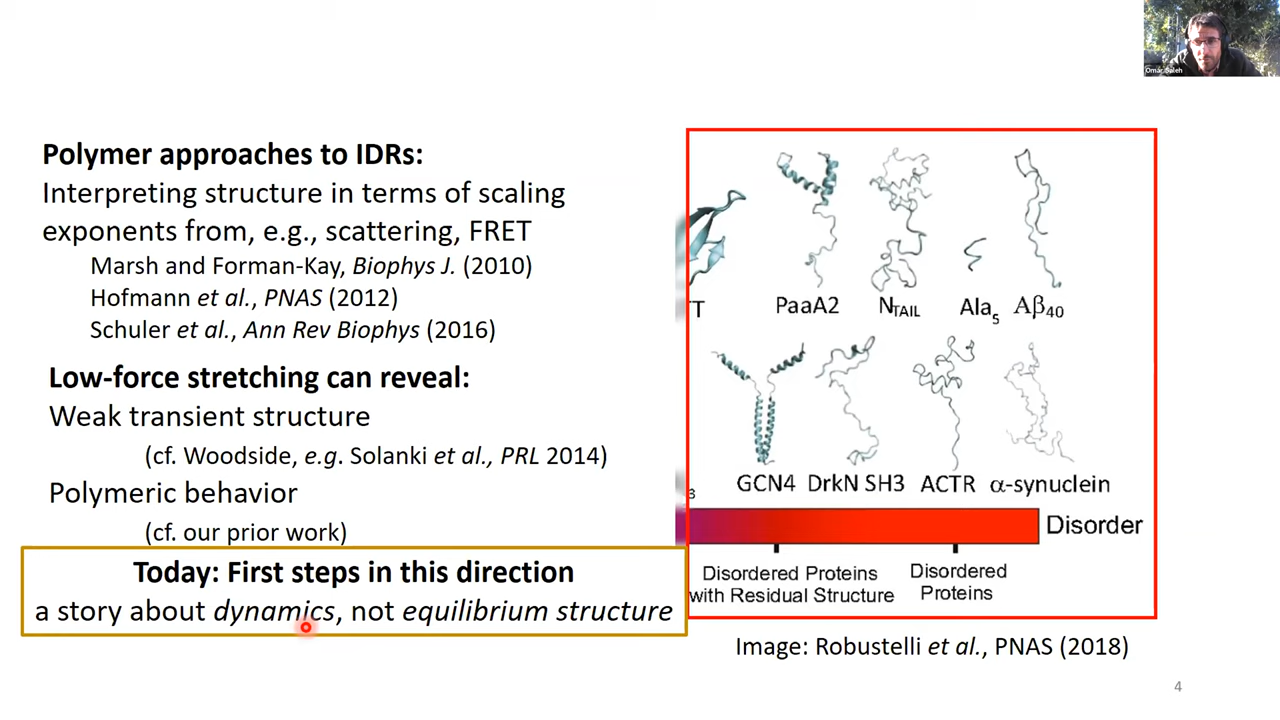 Omar Saleh
Polymer approaches to IDRs:
Interpreting structure in terms of scaling
exponents from, e.g., scattering, FRET
Marsh and Forman-Kay, Biophys J. (2010)
Hofmann et al., PNAS (2012)
Schuler et al., Ann Rev Biophys (2016)
Low-force stretching can reveal:
Weak transient structure
(cf. Woodside, e.g. Solanki et al., PRL 2014)
Polymeric behavior
(cf. our prior work)
Today: First steps in this direction
a story about dynamics, not equilibrium structure
T PaaA2 NTAIL Ala5 Aβ40
GCN4 DrkN SH3 ACTR α-synuclein
3
Disorder
Disordered Proteins
with Residual Structure
Disordered
Proteins
Image: Robustelli et al., PNAS (2018)
4